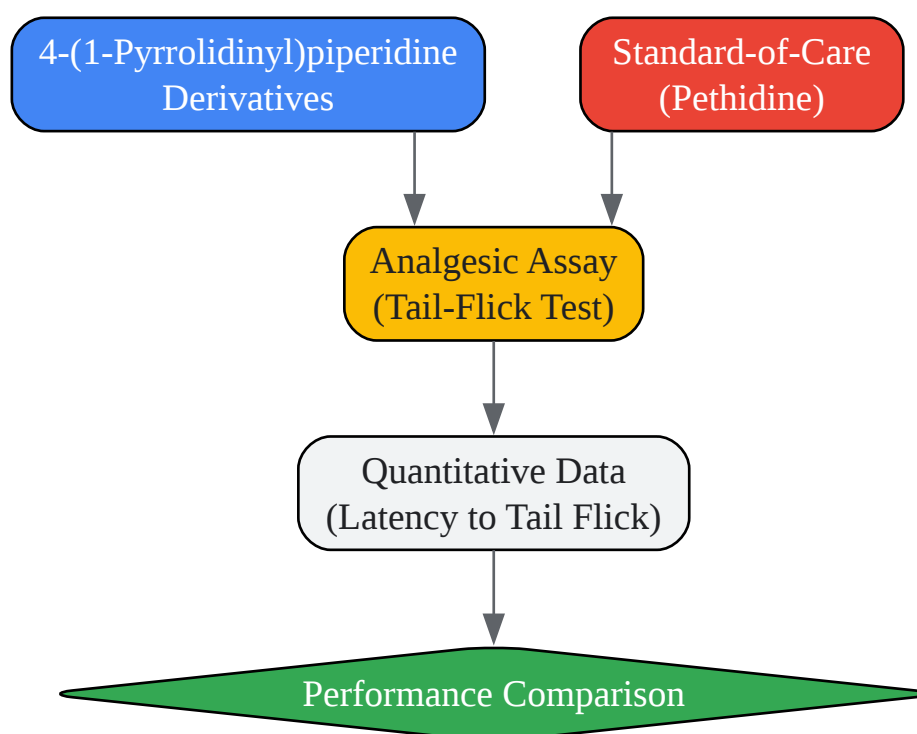 4-(1-Pyrrolidinyl)piperidine
Derivatives
Standard-of-Care
(Pethidine)
Analgesic Assay
(Tail-Flick Test)
Quantitative Data
(Latency to Tail Flick)
Performance Comparison